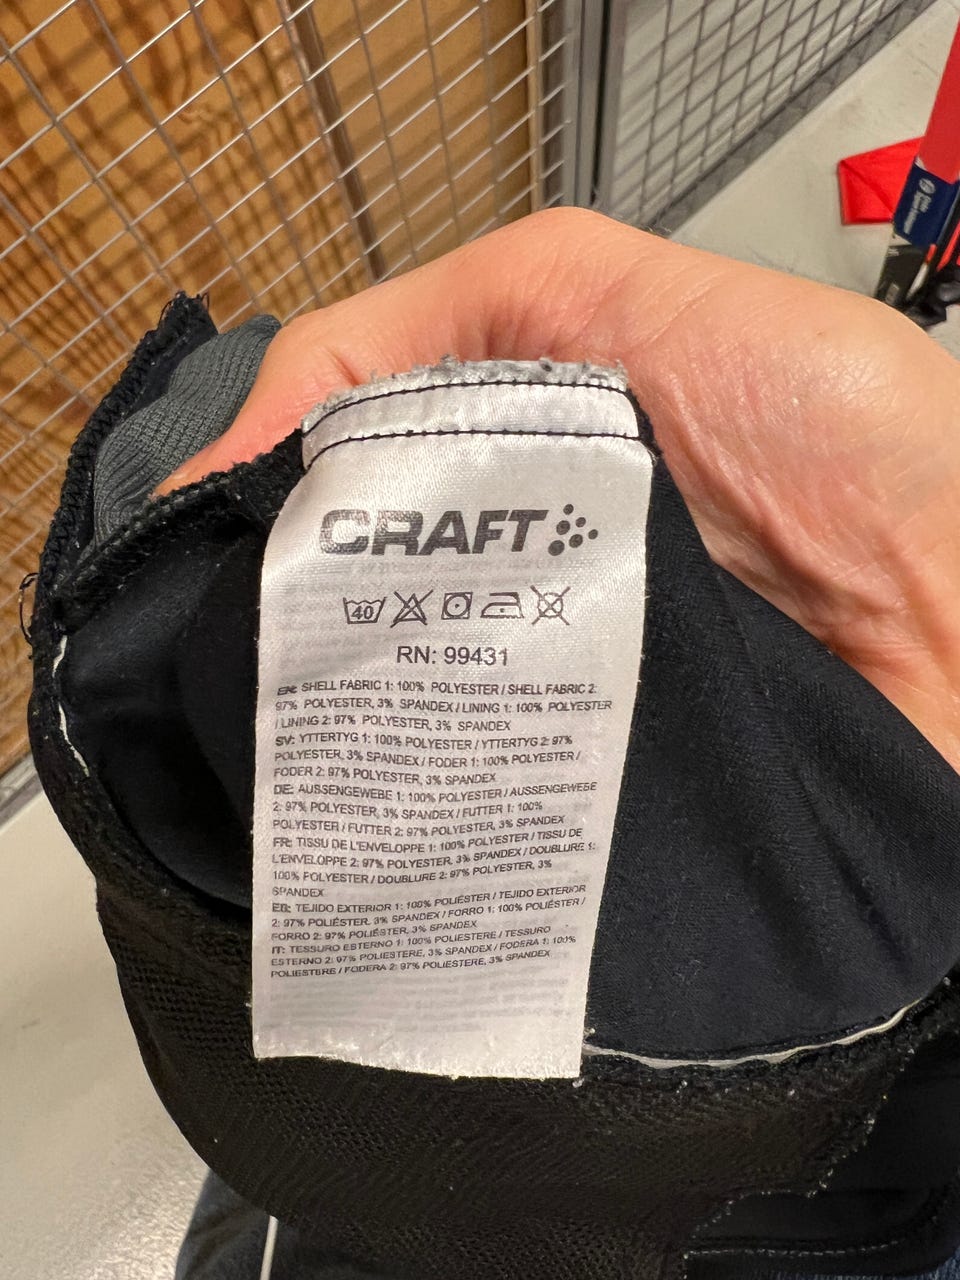 CRAFT
40
RN: 99431
EN: SHELL FABRIC 1: 100% POLYESTER / SHELL FABRIC 2:
97% POLYESTER, 3% SPANDEX / LINING 1: 100% POLYESTER
/ LINING 2: 97% POLYESTER, 3% SPANDEX
SV: YTTERTYG 1: 100% POLYESTER / YTTERTYG 2: 97%
POLYESTER, 3% SPANDEX / FODER 1: 100% POLYESTER /
FODER 2: 97% POLYESTER, 3% SPANDEX
DE: AUSSENGEWEBE 1: 100% POLYESTER / AUSSENGEWEBE
2: 97% POLYESTER, 3% SPANDEX / FUTTER 1: 100%
POLYESTER / FUTTER 2: 97% POLYESTER, 3% SPANDEX
FR: TISSU DE L'ENVELOPPE 1: 100% POLYESTER / TISSU DE
L'ENVELOPPE 2: 97% POLYESTER, 3% SPANDEX / DOUBLURE 1:
100% POLYESTER / DOUBLURE 2: 97% POLYESTER, 3%
SPANDEX
ES: TEJIDO EXTERIOR 1: 100% POLIÉSTER / TEJIDO EXTERIOR
2: 97% POLIÉSTER, 3% SPANDEX / FORRO 1: 100% POLIÉSTER /
FORRO 2: 97% POLIÉSTER, 3% SPANDEX
IT: TESSURO ESTERNO 1: 100% POLIESTERE / TESSURO
ESTERNO 2: 97% POLIESTERE, 3% SPANDEX / FODERA 1: 100%
POLIESTERE / FODERA 2: 97% POLIESTERE, 3% SPANDEX